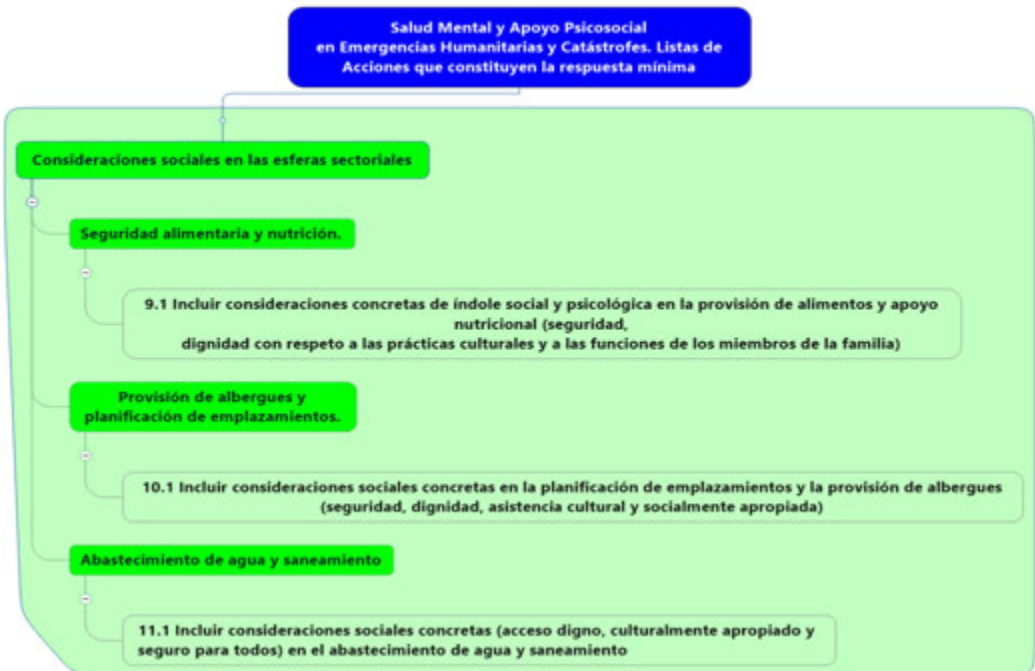 Salud Mental y Apoyo Psicosocial
en Emergencias Humanitarias y Catástrofes. Listas de
Acciones que constituyen la respuesta mínima
Consideraciones sociales en las esferas sectoriales
Seguridad alimentaria y nutrición.
9.1 Incluir consideraciones concretas de índole social y psicológica en la provisión de alimentos y apoyo
nutricional (seguridad,
dignidad con respeto a las prácticas culturales y a las funciones de los miembros de la familia)
Provisión de albergues y
planificación de emplazamientos.
10.1 Incluir consideraciones sociales concretas en la planificación de emplazamientos y la provisión de albergues
(seguridad, dignidad, asistencia cultural y socialmente apropiada)
Abastecimiento de agua y saneamiento
11.1 Incluir consideraciones sociales concretas (acceso digno, culturalmente apropiado y
seguro para todos) en el abastecimiento de agua y saneamiento